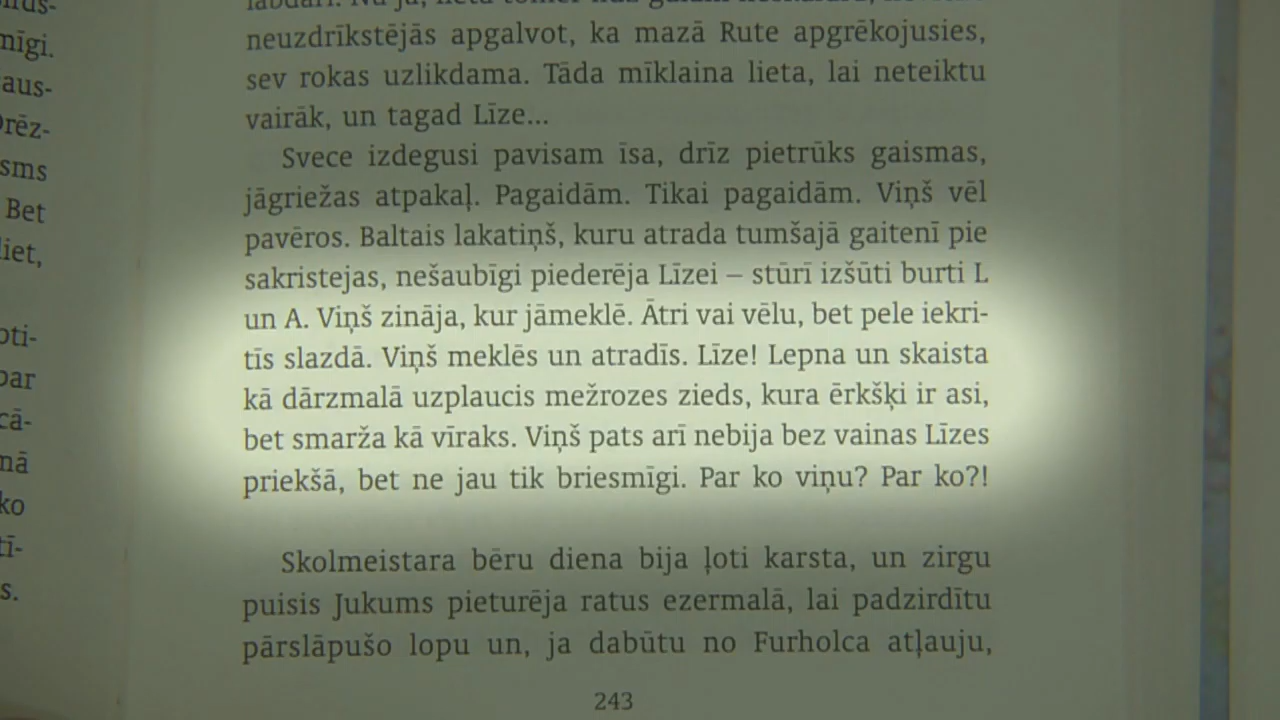 mīgi.
aus-
sms
Bet
ko
s.
neuzdrīkstējās apgalvot, ka mazā Rute apgrēkojusies,
sev rokas uzlikdama. Tāda mīklaina lieta, lai neteiktu
vairāk, un tagad Līze...
Svece izdegusi pavisam īsa, drīz pietrūks gaismas,
jāgriežas atpakaļ. Pagaidām. Tikai pagaidām. Viņš vēl
pavēros. Baltais lakatiņš, kuru atrada tumšajā gaitenī pie
sakristejas, nešaubīgi piederēja Līzei – stūrī izšūti burti L
un A. Viņš zināja, kur jāmeklē. Ātri vai vēlu, bet pele iekri-
tīs slazdā. Viņš meklēs un atradīs. Līze! Lepna un skaista
kā dārzmalā uzplaucis mežrozes zieds, kura ērkšķi ir asi,
bet smarža kā vīraks. Viņš pats arī nebija bez vainas Līzes
priekšā, bet ne jau tik briesmīgi. Par ko viņu? Par ko?!
Skolmeistara bēru diena bija ļoti karsta, un zirgu
puisis Jukums pieturēja ratus ezermalā, lai padzirdītu
pārslāpušo lopu un, ja dabūtu no Furholca atļauju,
243